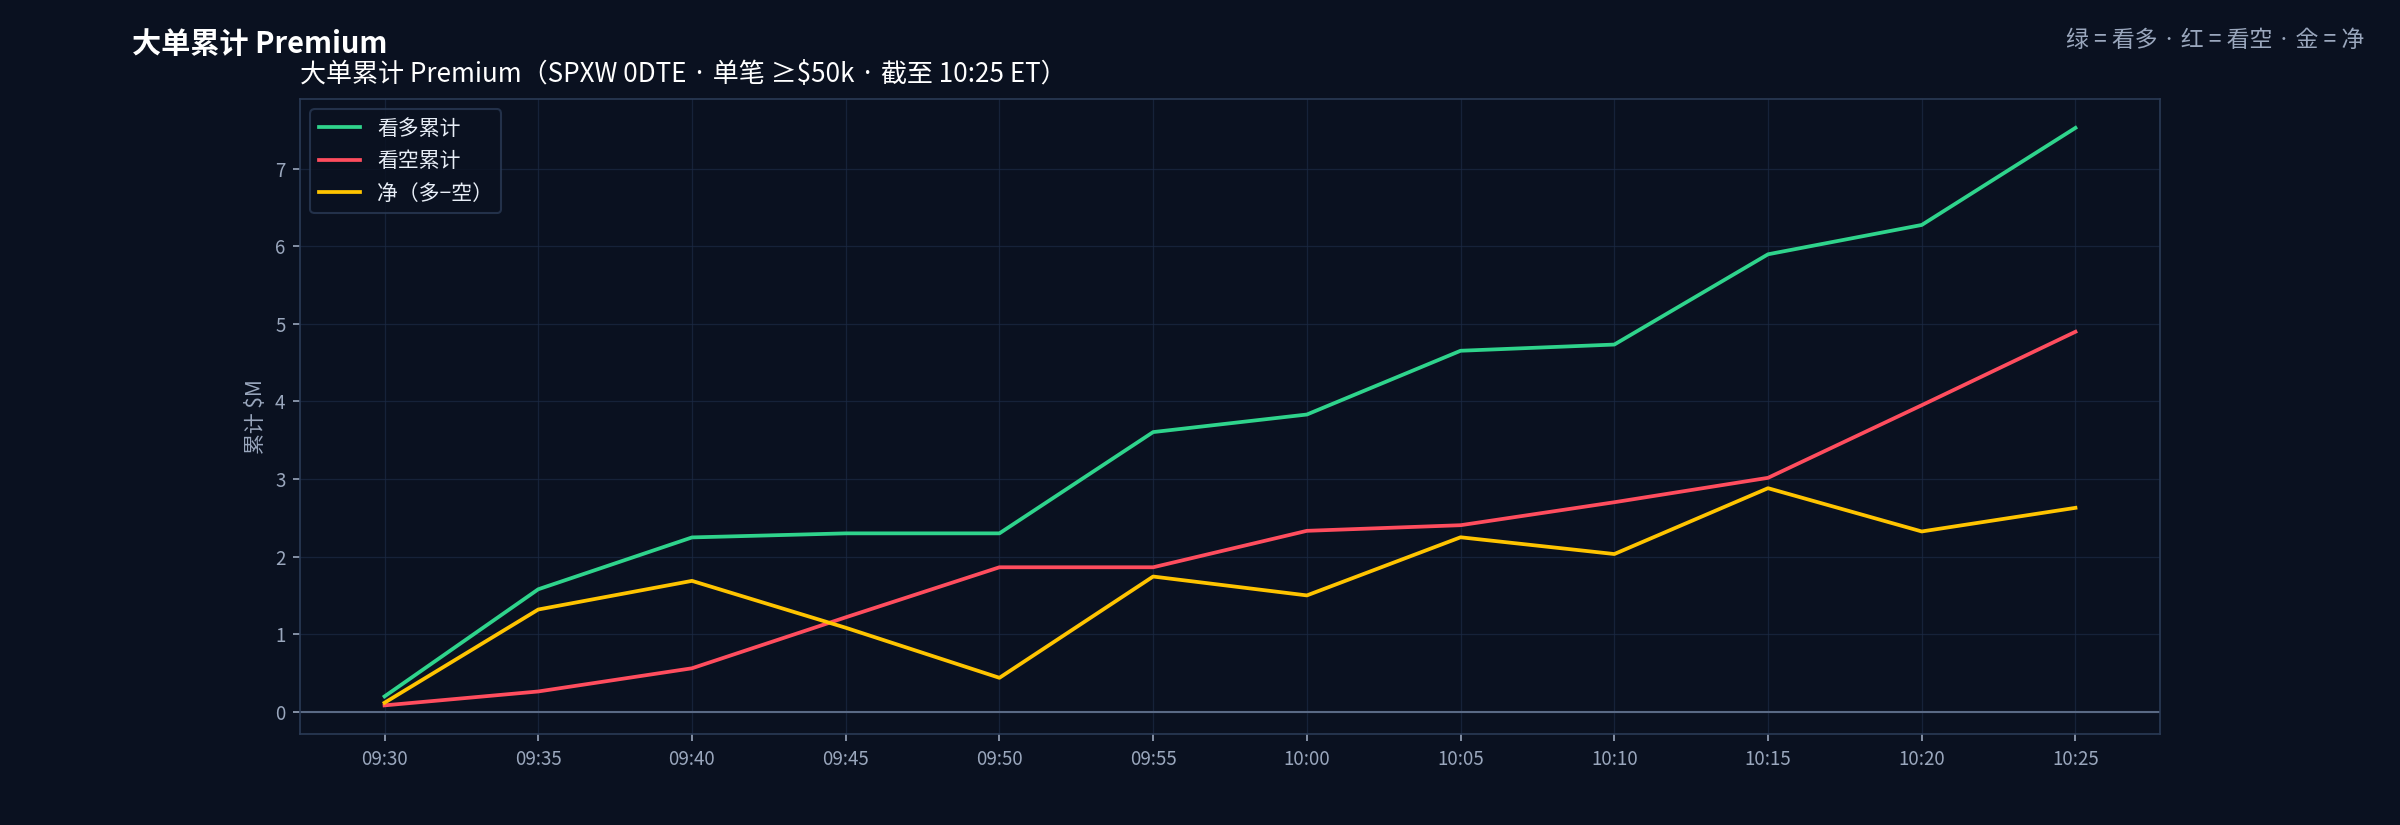 大单累计 Premium
绿 = 看多 · 红 = 看空 · 金 = 净
大单累计 Premium（SPXW 0DTE · 单笔 ≥$50k · 截至 10:25 ET）
看多累计
看空累计
净（多−空）
累计 $M
7
6
5
4
3
2
1
0
09:30 09:35 09:40 09:45 09:50 09:55 10:00 10:05 10:10 10:15 10:20 10:25